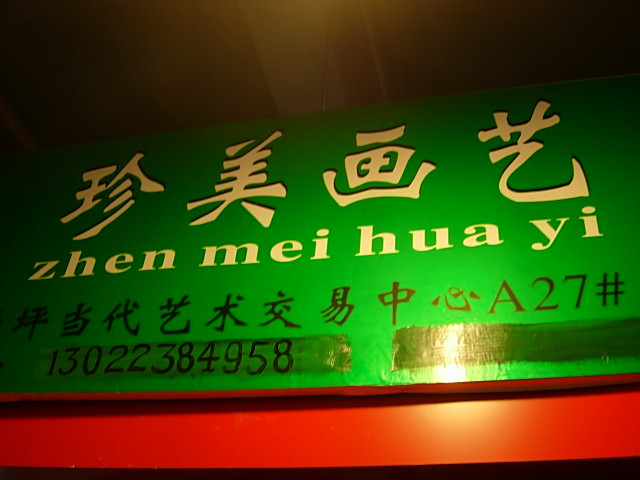 珍美画艺
zhen mei hua yi
坪当代艺术交易中心A27#
13022384958